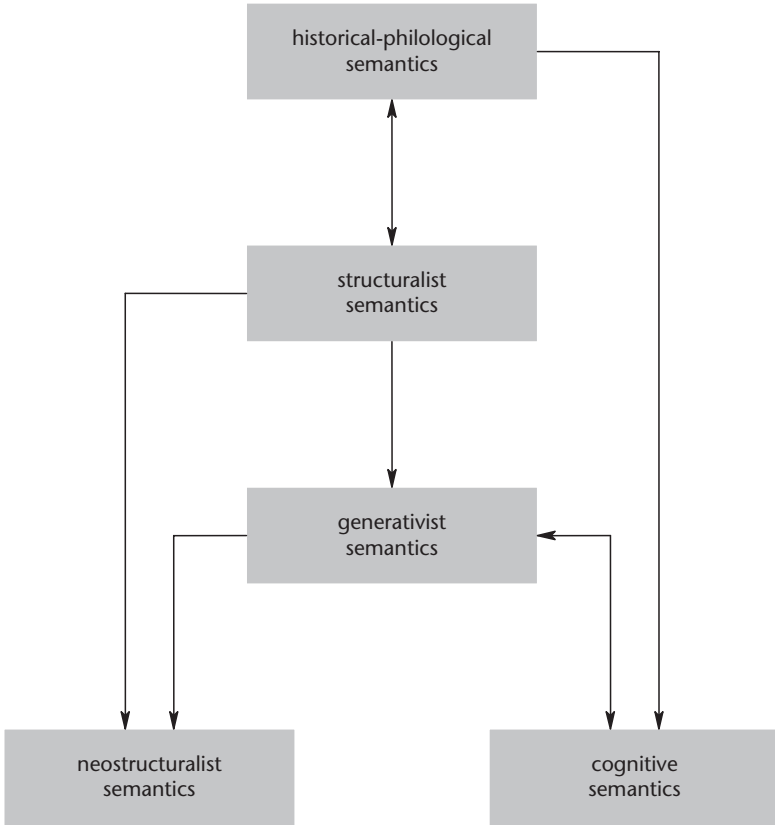 historical-philological
semantics
structuralist
semantics
generativist
semantics
neostructuralist
semantics
cognitive
semantics